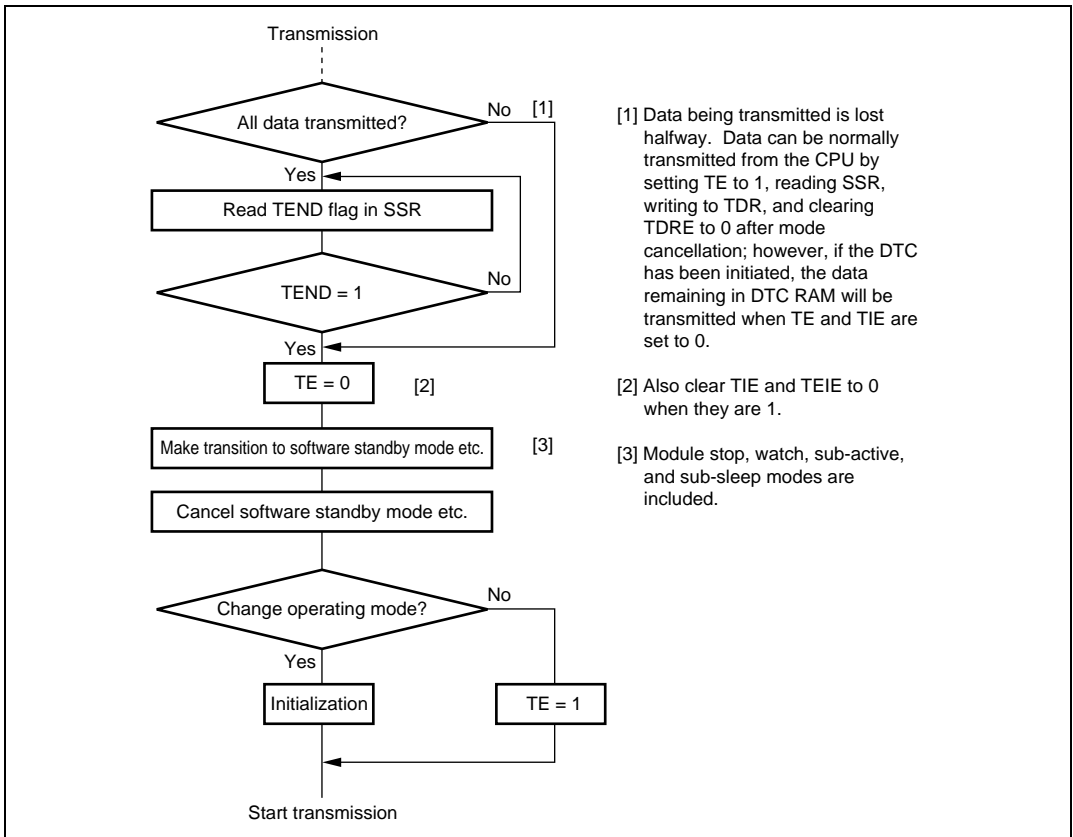 Transmission
All data transmitted?
No
[1]
Yes
Read TEND flag in SSR
TEND = 1
No
Yes
TE = 0
[2]
Make transition to software standby mode etc.
[3]
Cancel software standby mode etc.
Change operating mode?
No
Yes
Initialization
TE = 1
Start transmission
[1] Data being transmitted is lost
halfway. Data can be normally
transmitted from the CPU by
setting TE to 1, reading SSR,
writing to TDR, and clearing
TDRE to 0 after mode
cancellation; however, if the DTC
has been initiated, the data
remaining in DTC RAM will be
transmitted when TE and TIE are
set to 0.
[2] Also clear TIE and TEIE to 0
when they are 1.
[3] Module stop, watch, sub-active,
and sub-sleep modes are
included.